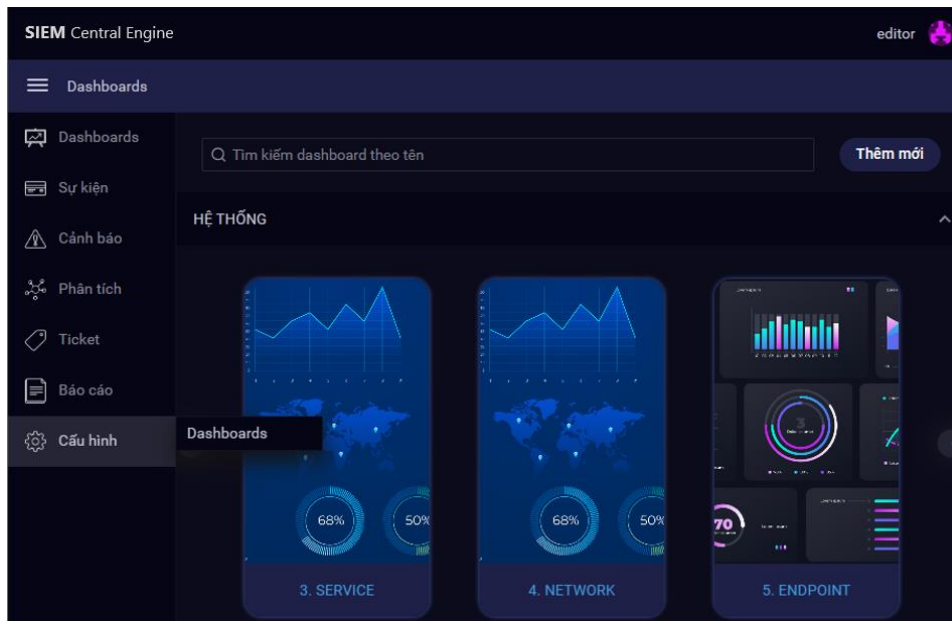 SIEM Central Engine
editor
Dashboards
Dashboards
Sự kiện
Cảnh báo
Phân tích
Ticket
Báo cáo
Cấu hình
Dashboards
Tìm kiếm dashboard theo tên
Thêm mới
HỆ THỐNG
68%
50%
3. SERVICE
68%
50%
4. NETWORK
3
70
5. ENDPOINT